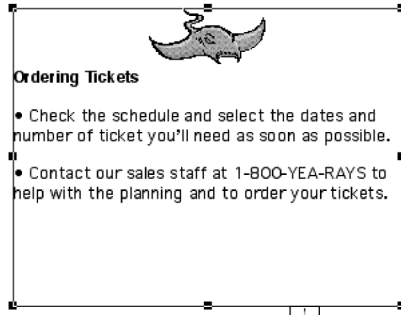 Ordering Tickets
• Check the schedule and select the dates and
number of ticket you'll need as soon as possible.
• Contact our sales staff at 1-800-YEA-RAYS to
help with the planning and to order your tickets.